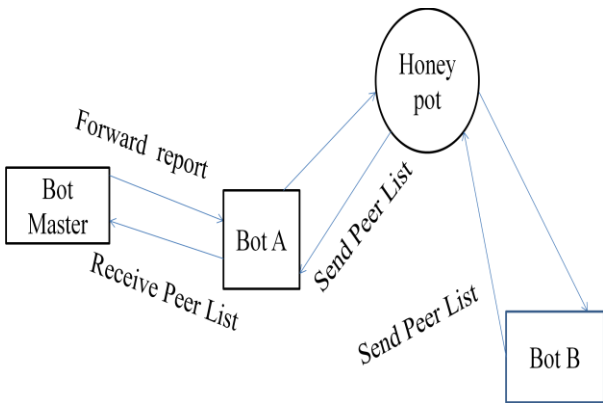 Honey
pot
Forward report
Bot
Master
Bot A
Send Peer List
Receive Peer List
Send Peer List
Bot B